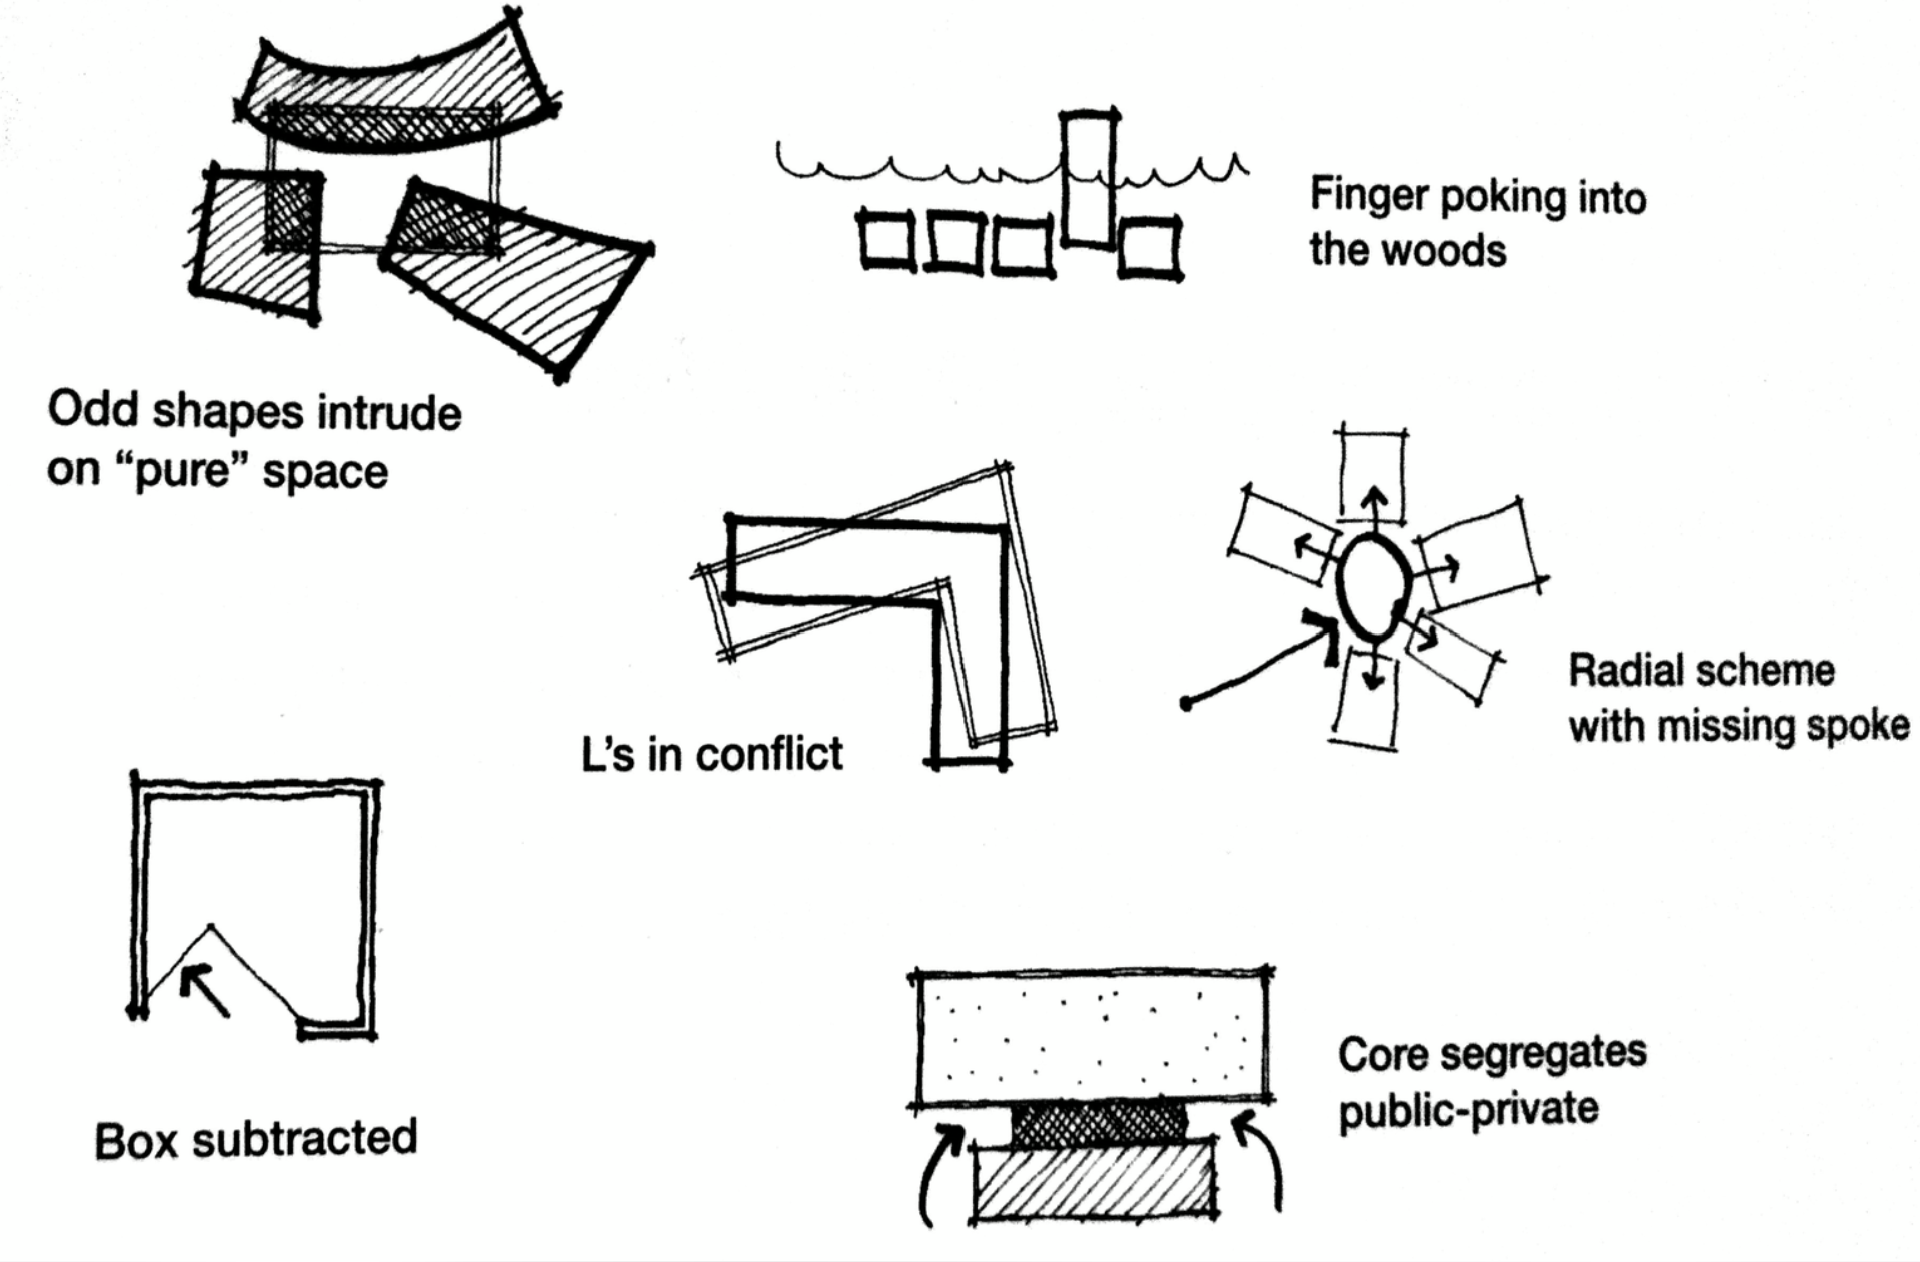 Odd shapes intrude
on “pure” space
Finger poking into
the woods
L’s in conflict
Radial scheme
with missing spoke
Box subtracted
Core segregates
public-private